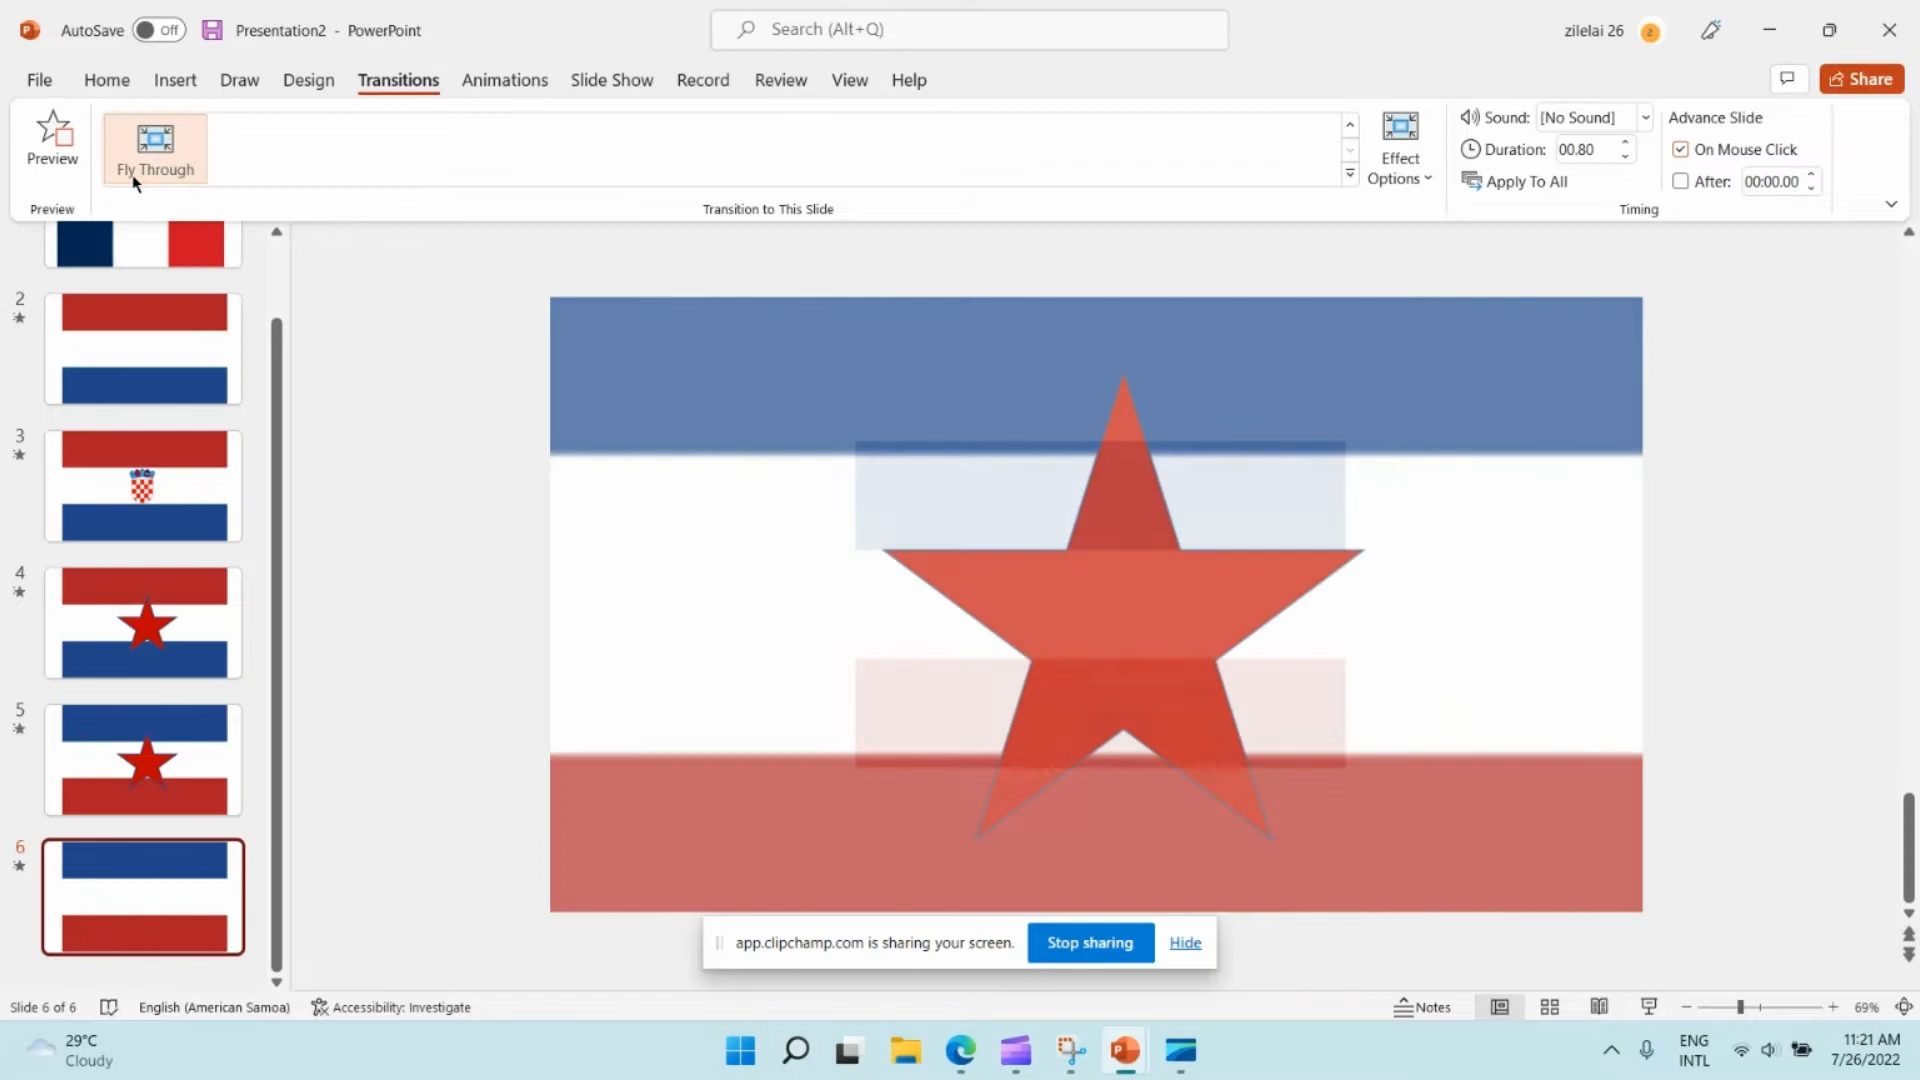 AutoSave Off Presentation2 - PowerPoint Search (Alt+Q) zilelai 26 z
File Home Insert Draw Design Transitions Animations Slide Show Record Review View Help Share
Preview
Fly Through
Effect
Options
Sound: [No Sound]
Duration: 00.80
Apply To All
Advance Slide
On Mouse Click
After: 00:00.00
Preview Transition to This Slide Timing
2
3
4
5
6
app.clipchamp.com is sharing your screen. Stop sharing Hide
Slide 6 of 6 English (American Samoa) Accessibility: Investigate Notes 69%
29°C
Cloudy
ENG
INTL
11:21 AM
7/26/2022